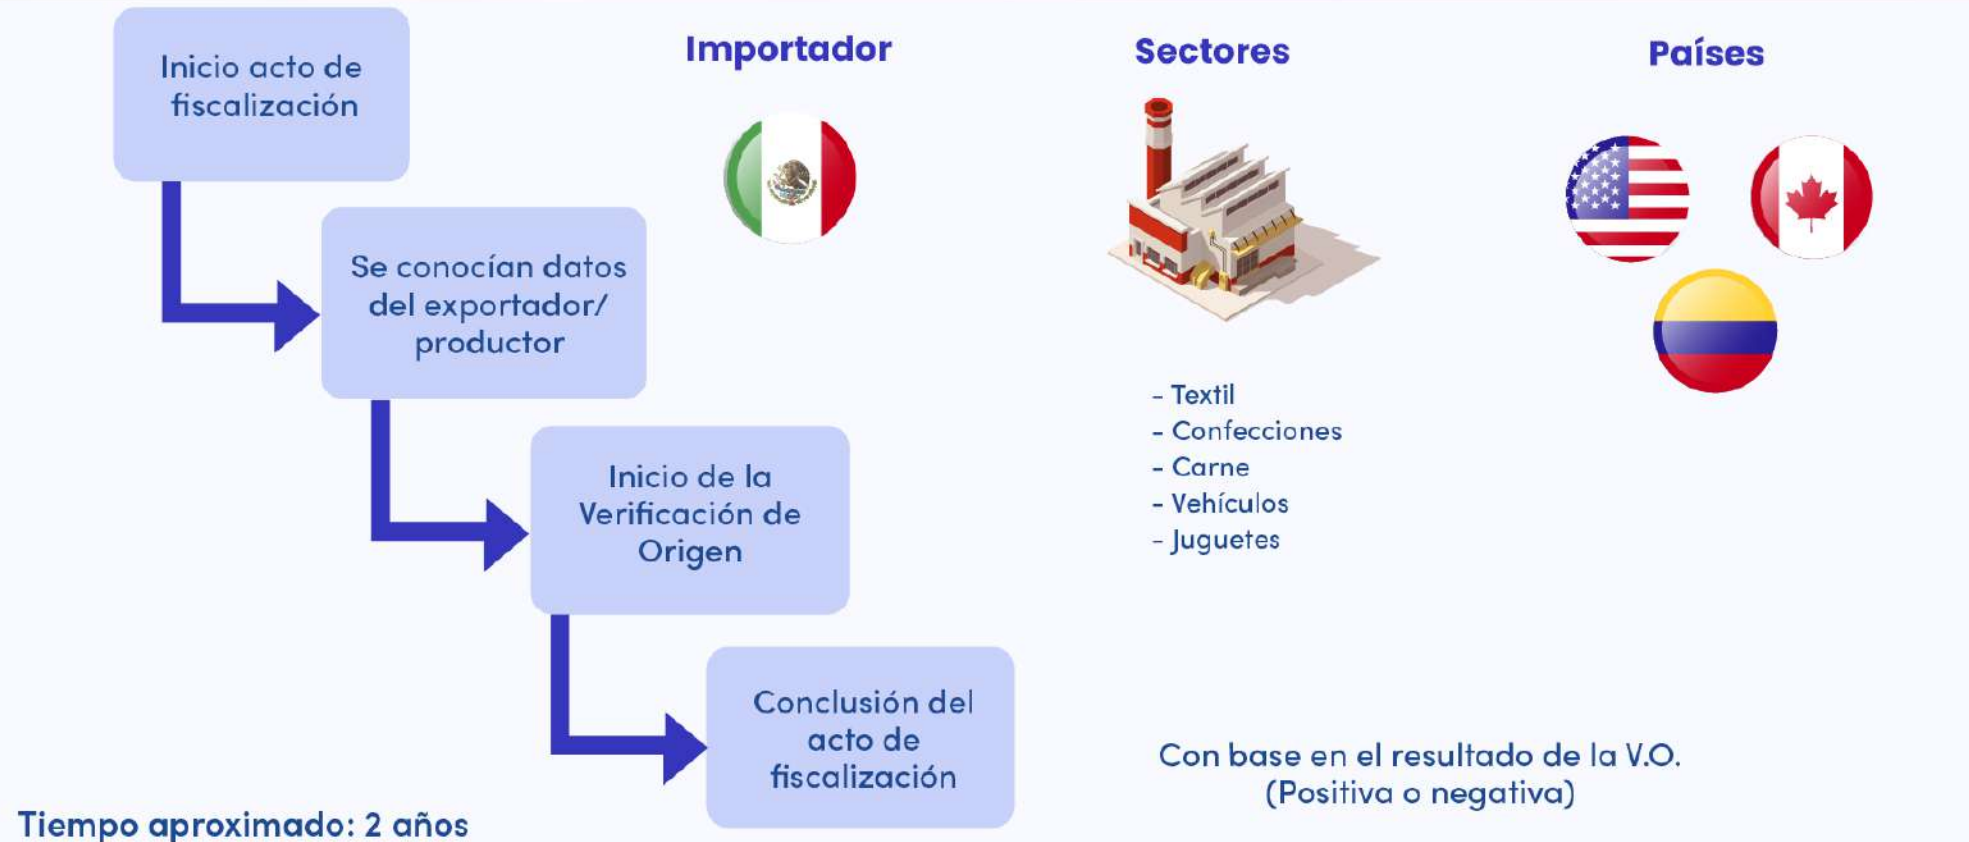 Inicio acto de
fiscalización
Se conocían datos
del exportador/
productor
Inicio de la
Verificación de
Origen
Conclusión del
acto de
fiscalización
Tiempo aproximado: 2 años
Importador
Sectores
- Textil
- Confecciones
- Carne
- Vehículos
- Juguetes
Países
Con base en el resultado de la V.O.
(Positiva o negativa)